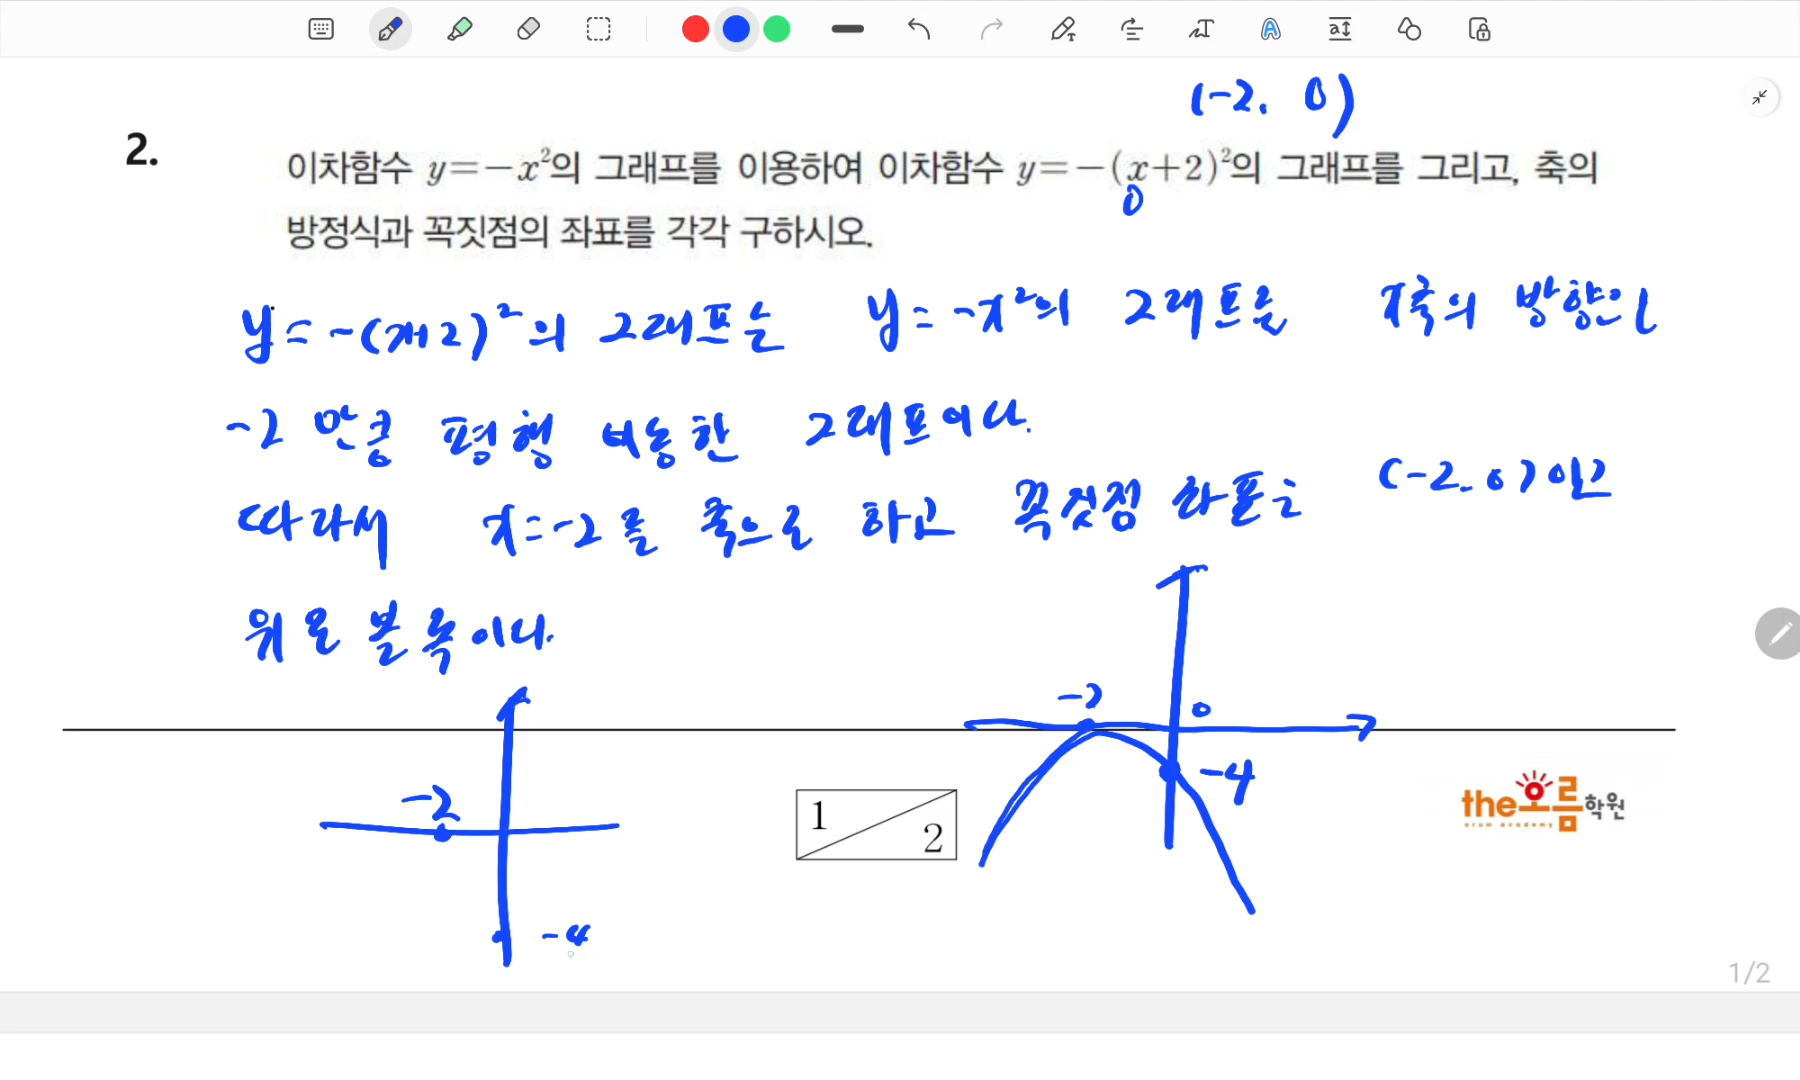 (-2, 0)
2. 이차함수 y=-x²의 그래프를 이용하여 이차함수 y=-(x+2)²의 그래프를 그리고, 축의
0
방정식과 꼭짓점의 좌표를 각각 구하시오.
y=-(x+2)²의 그래프는 y=-x²의 그래프를 x축의 방향으로
-2 만큼 평행 이동한 그래프이다.
따라서 x=-2를 축으로 하고 꼭짓점 좌표는 (-2, 0)이고
위로 볼록이다.
-2 0
-4
-2
-4
1 2
the오름학원
orum academy
1/2